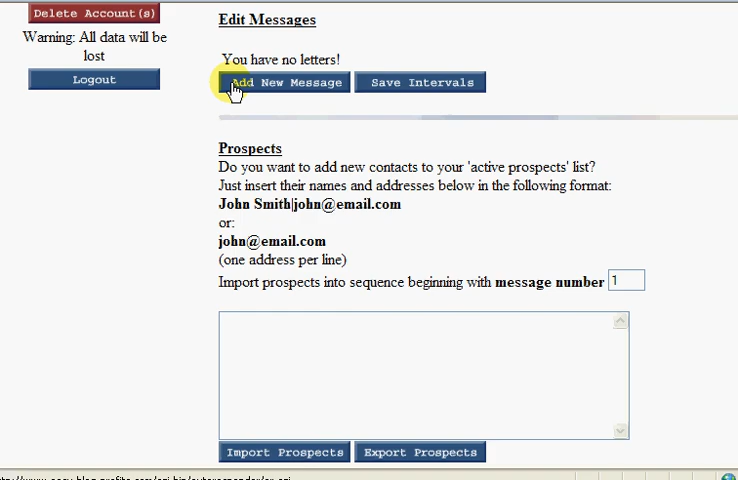 Delete Account(s)
Warning: All data will be
lost
Logout
Edit Messages
You have no letters!
Add New Message
Save Intervals
Prospects
Do you want to add new contacts to your 'active prospects' list?
Just insert their names and addresses below in the following format:
John Smith|john@email.com
or:
john@email.com
(one address per line)
Import prospects into sequence beginning with message number 1
Import Prospects
Export Prospects